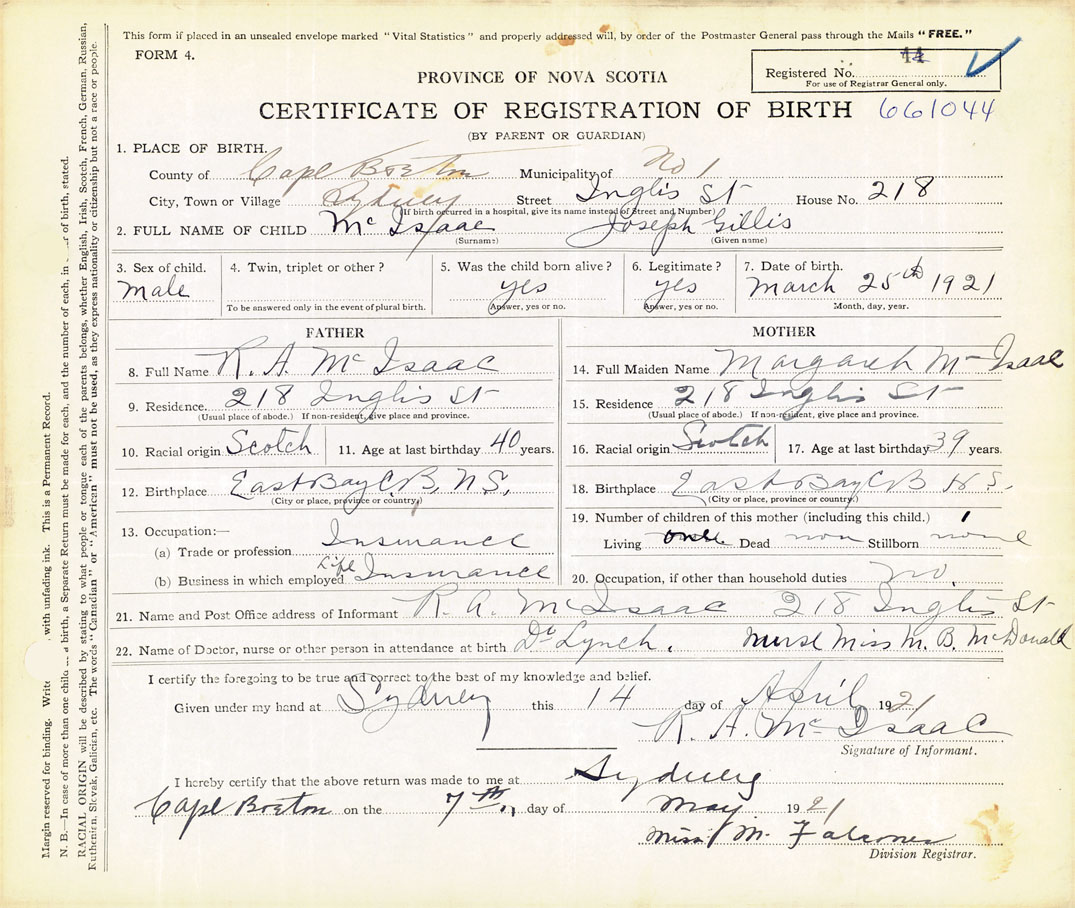 This form if placed in an unsealed envelope marked "Vital Statistics" and properly addressed will, by order of the Postmaster General pass through the Mails "FREE."
FORM 4.
Registered No. 44
For use of Registrar General only.
PROVINCE OF NOVA SCOTIA
CERTIFICATE OF REGISTRATION OF BIRTH 661044
(BY PARENT OR GUARDIAN)
1. PLACE OF BIRTH.
County of Cape Breton Municipality of No 1
City, Town or Village Sydney Street Inglis St House No. 218
(If birth occurred in a hospital, give its name instead of Street and Number)
2. FULL NAME OF CHILD Mc Isaac Joseph Gillis
(Surname) (Given name)
3. Sex of child. 4. Twin, triplet or other? 5. Was the child born alive? 6. Legitimate? 7. Date of birth.
Male yes yes March 25th 1921
To be answered only in the event of plural birth. Answer, yes or no. Answer, yes or no. Month, day, year.
FATHER
8. Full Name R. A. Mc Isaac
9. Residence. 218 Inglis St
(Usual place of abode.) If non-resident, give place and province.
10. Racial origin Scotch 11. Age at last birthday 40 years.
12. Birthplace East Bay C.B. N.S.
(City or place, province or country)
13. Occupation:—
(a) Trade or profession Insurance
(b) Business in which employed Life Insurance
MOTHER
14. Full Maiden Name Margaret Mc Isaac
15. Residence 218 Inglis St
(Usual place of abode.) If non-resident, give place and province.
16. Racial origin Scotch 17. Age at last birthday 39 years.
18. Birthplace East Bay C B N.S.
(City or place, province or country.)
19. Number of children of this mother (including this child.) 1
Living one Dead non Stillborn none
20. Occupation, if other than household duties no.
21. Name and Post Office address of Informant R. A. Mc Isaac 218 Inglis St
22. Name of Doctor, nurse or other person in attendance at birth Dr Lynch. Nurse Miss M. B. McDonald
I certify the foregoing to be true and correct to the best of my knowledge and belief.
Given under my hand at Sydney this 14 day of April 1921
R. A. Mc Isaac
Signature of Informant.
I hereby certify that the above return was made to me at Sydney
Cape Breton on the 7th day of May 1921
Miss M. Falconer
Division Registrar.
Margin reserved for binding. Write with unfading ink. This is a Permanent Record.
N. B.—In case of more than one child a birth, a Separate Return must be made for each, and the number of each, in of birth, stated.
RACIAL ORIGIN will be described by stating to what people or tongue each of the parents belongs, whether English, Irish, Scotch, French, German, Russian,
Ruthenian, Slovak, Galician, etc. The words "Canadian" or "American" must not be used, as they express nationality or citizenship but not a race or people.